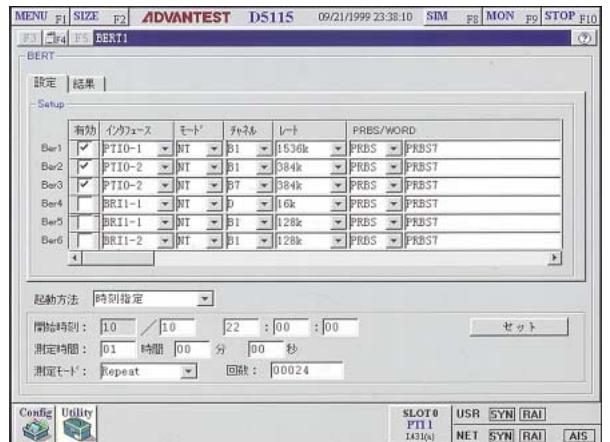 MENU F1 SIZE F2 ADVANTEST D5115 09/21/1999 23:38:10 SIM F8 MON F9 STOP F10
F3 F4 F5 BERT1 ?
BERT
設定 結果
Setup
有効 インタフェース モード チャネル レート PRBS/WORD
Ber1 PTI0-1 NT B1 1536k PRBS PRBS7
Ber2 PTI0-2 NT B1 384k PRBS PRBS7
Ber3 PTI0-2 NT B7 384k PRBS PRBS7
Ber4 BRI1-1 NT D 16k PRBS PRBS7
Ber5 BRI1-1 NT B1 128k PRBS PRBS7
Ber6 BRI1-2 NT B1 128k PRBS PRBS7
起動方法 時刻指定
開始時刻: 10 / 10 22 : 00 : 00 セット
測定時間: 01 時間 00 分 00 秒
測定モード: Repeat 回数: 00024
Config Utility
SLOT0 USR SYN RAI
PTI1
I431(s) NET SYN RAI AIS